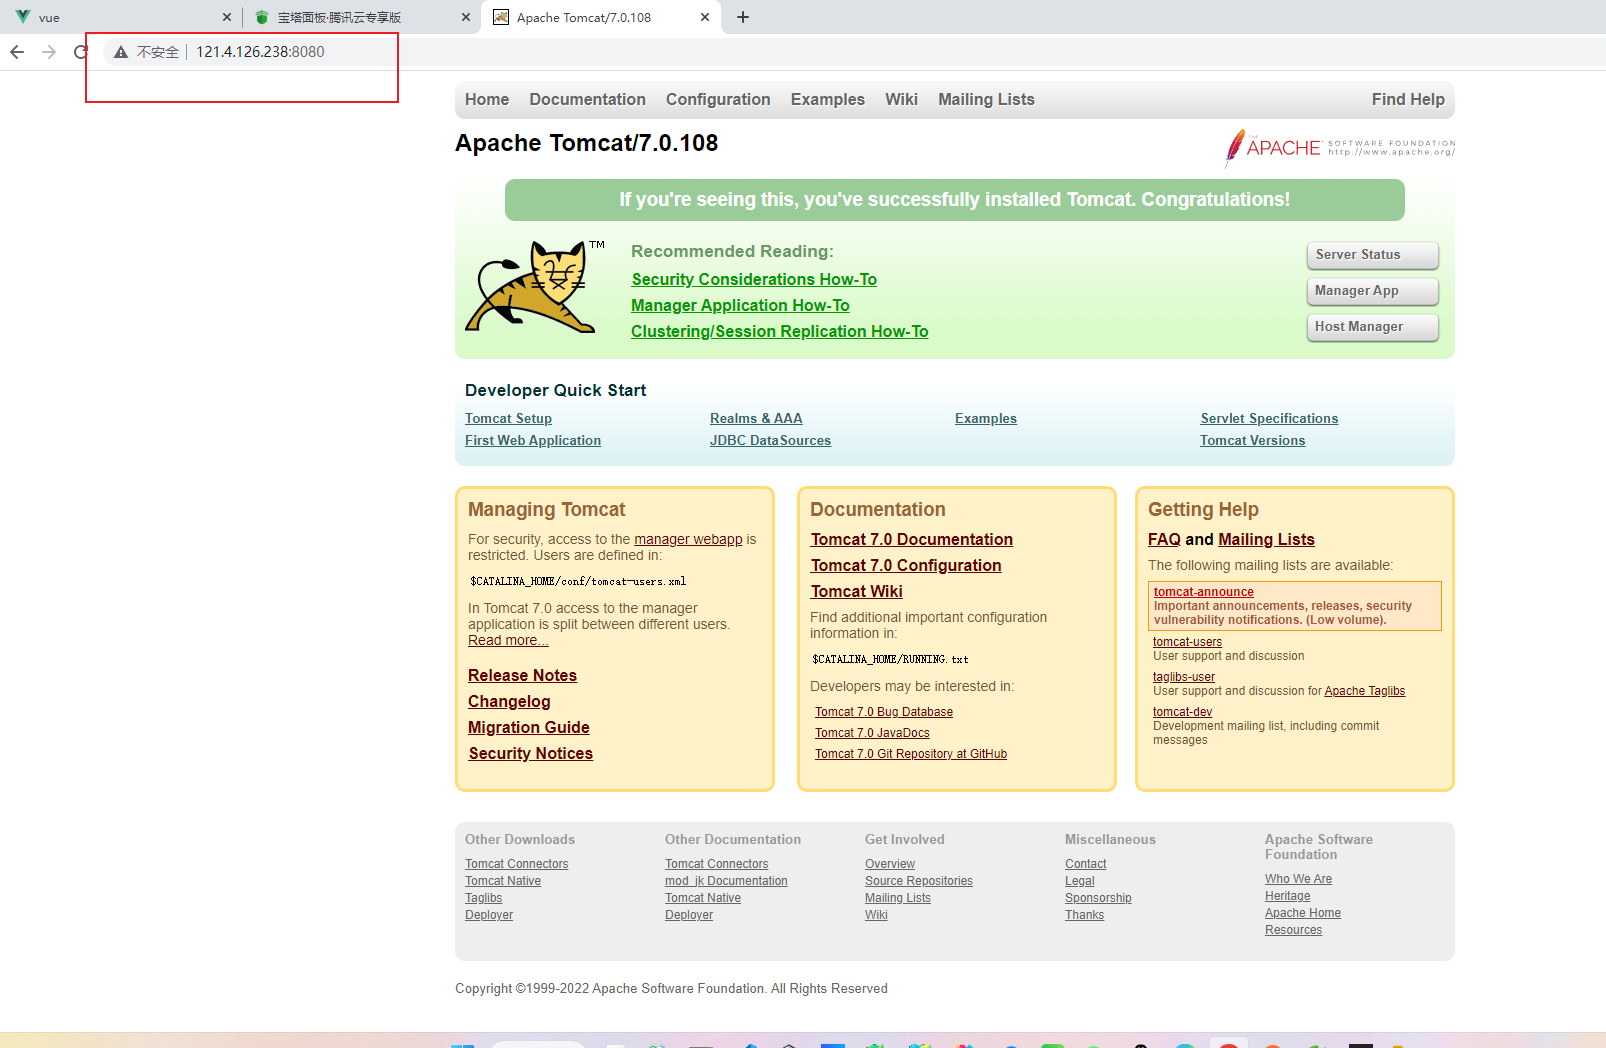 vue
宝塔面板·腾讯云专享版
Apache Tomcat/7.0.108
不安全 121.4.126.238:8080
Home Documentation Configuration Examples Wiki Mailing Lists Find Help
Apache Tomcat/7.0.108
APACHE SOFTWARE FOUNDATION
http://www.apache.org/
If you're seeing this, you've successfully installed Tomcat. Congratulations!
TM
Recommended Reading:
Security Considerations How-To
Manager Application How-To
Clustering/Session Replication How-To
Server Status
Manager App
Host Manager
Developer Quick Start
Tomcat Setup
First Web Application
Realms & AAA
JDBC DataSources
Examples
Servlet Specifications
Tomcat Versions
Managing Tomcat
For security, access to the manager webapp is
restricted. Users are defined in:
$CATALINA_HOME/conf/tomcat-users.xml
In Tomcat 7.0 access to the manager
application is split between different users.
Read more...
Release Notes
Changelog
Migration Guide
Security Notices
Documentation
Tomcat 7.0 Documentation
Tomcat 7.0 Configuration
Tomcat Wiki
Find additional important configuration
information in:
$CATALINA_HOME/RUNNING.txt
Developers may be interested in:
Tomcat 7.0 Bug Database
Tomcat 7.0 JavaDocs
Tomcat 7.0 Git Repository at GitHub
Getting Help
FAQ and Mailing Lists
The following mailing lists are available:
tomcat-announce
Important announcements, releases, security
vulnerability notifications. (Low volume).
tomcat-users
User support and discussion
taglibs-user
User support and discussion for Apache Taglibs
tomcat-dev
Development mailing list, including commit
messages
Other Downloads
Tomcat Connectors
Tomcat Native
Taglibs
Deployer
Other Documentation
Tomcat Connectors
mod_jk Documentation
Tomcat Native
Deployer
Get Involved
Overview
Source Repositories
Mailing Lists
Wiki
Miscellaneous
Contact
Legal
Sponsorship
Thanks
Apache Software
Foundation
Who We Are
Heritage
Apache Home
Resources
Copyright ©1999-2022 Apache Software Foundation. All Rights Reserved